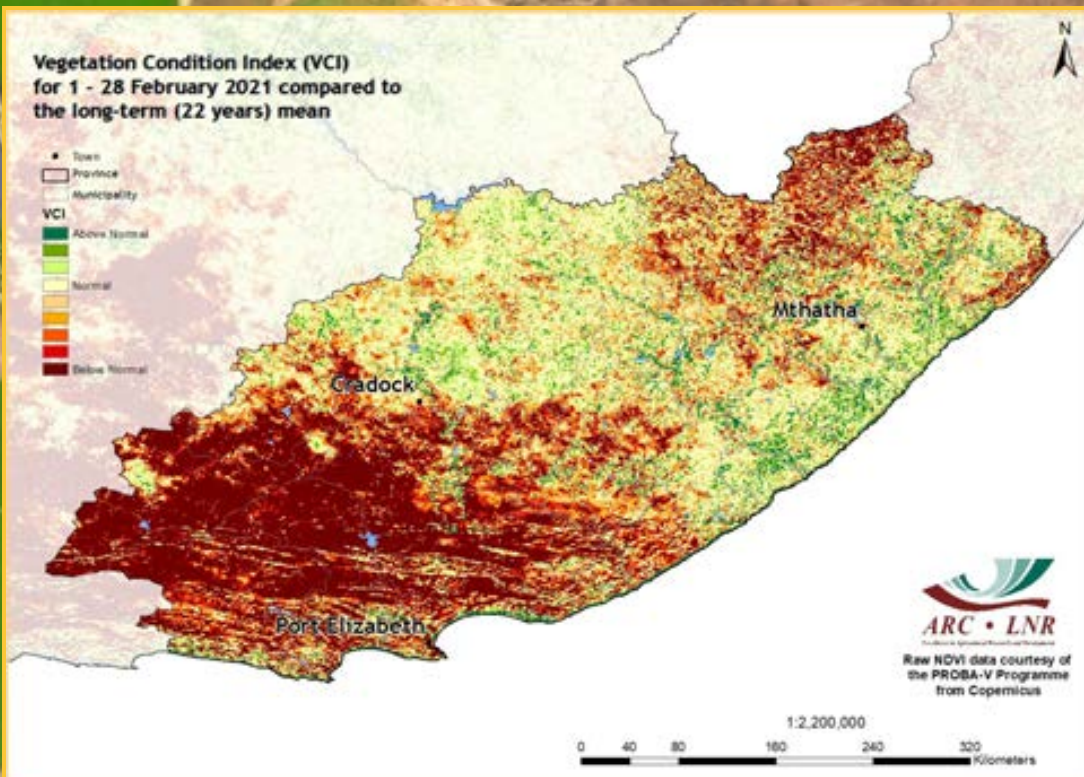 Vegetation Condition Index (VCI)
for 1 - 28 February 2021 compared to
the long-term (22 years) mean
N
Town
Province
Municipality
VCI
Above Normal
Normal
Below Normal
Mthatha
Cradock
Port Elizabeth
ARC • LNR
Raw NDVI data courtesy of
the PROBA-V Programme
from Copernicus
1:2,200,000
0 40 80 160 240 320
Kilometers